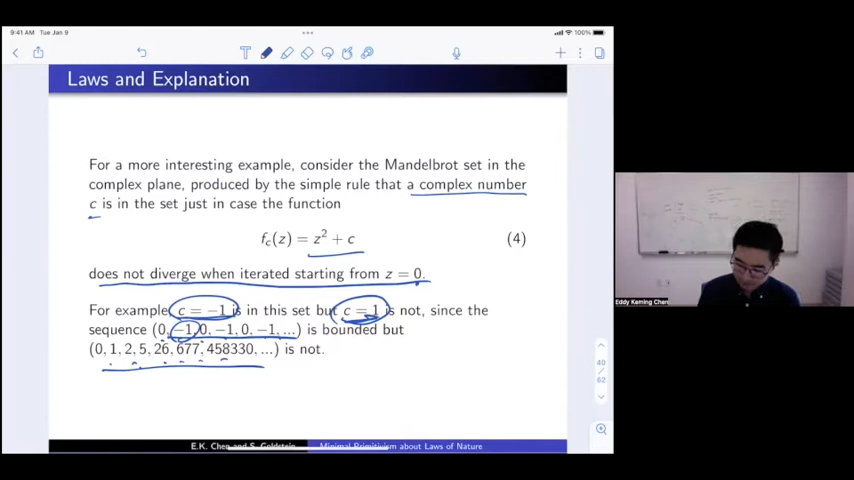 9:41 AM Tue Jan 9
100%
Laws and Explanation
For a more interesting example, consider the Mandelbrot set in the
complex plane, produced by the simple rule that a complex number
c is in the set just in case the function
f_c(z) = z² + c (4)
does not diverge when iterated starting from z = 0.
For example, c = −1 is in this set but c = 1 is not, since the
sequence (0, −1, 0, −1, 0, −1, ...) is bounded but
(0, 1, 2, 5, 26, 677, 458330, ...) is not.
40
/
62
Eddy Keming Chen
E.K. Chen and S. Goldstein Minimal Primitivism about Laws of Nature